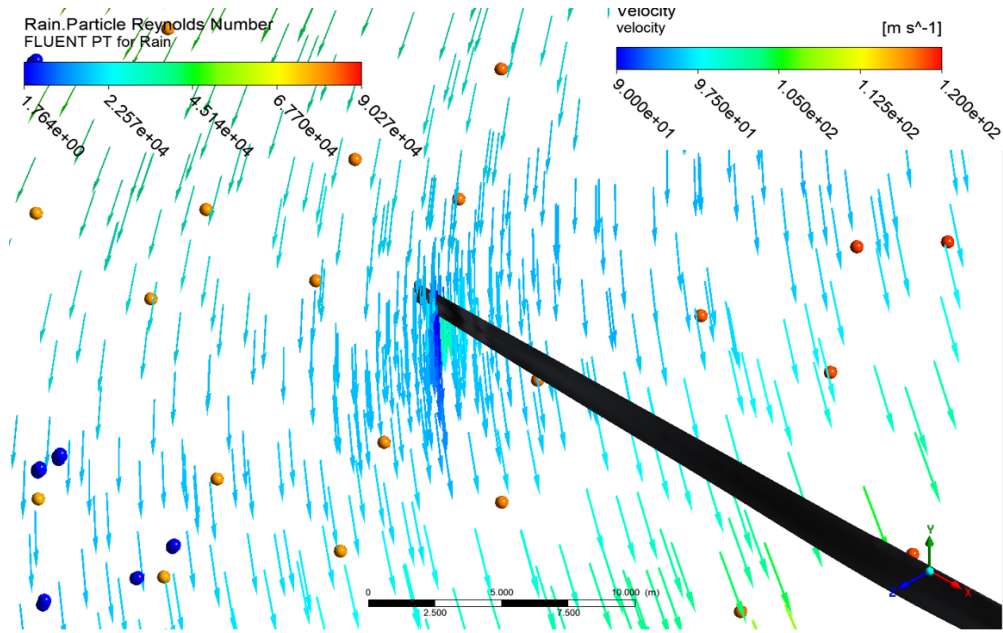 Rain.Particle Reynolds Number
FLUENT PT for Rain
1.764e+00
2.257e+04
4.514e+04
6.770e+04
9.027e+04
Velocity
velocity
[m s^-1]
9.000e+01
9.750e+01
1.050e+02
1.125e+02
1.200e+02
0
5.000
10.000 (m)
2.500
7.500
Y
Z
X